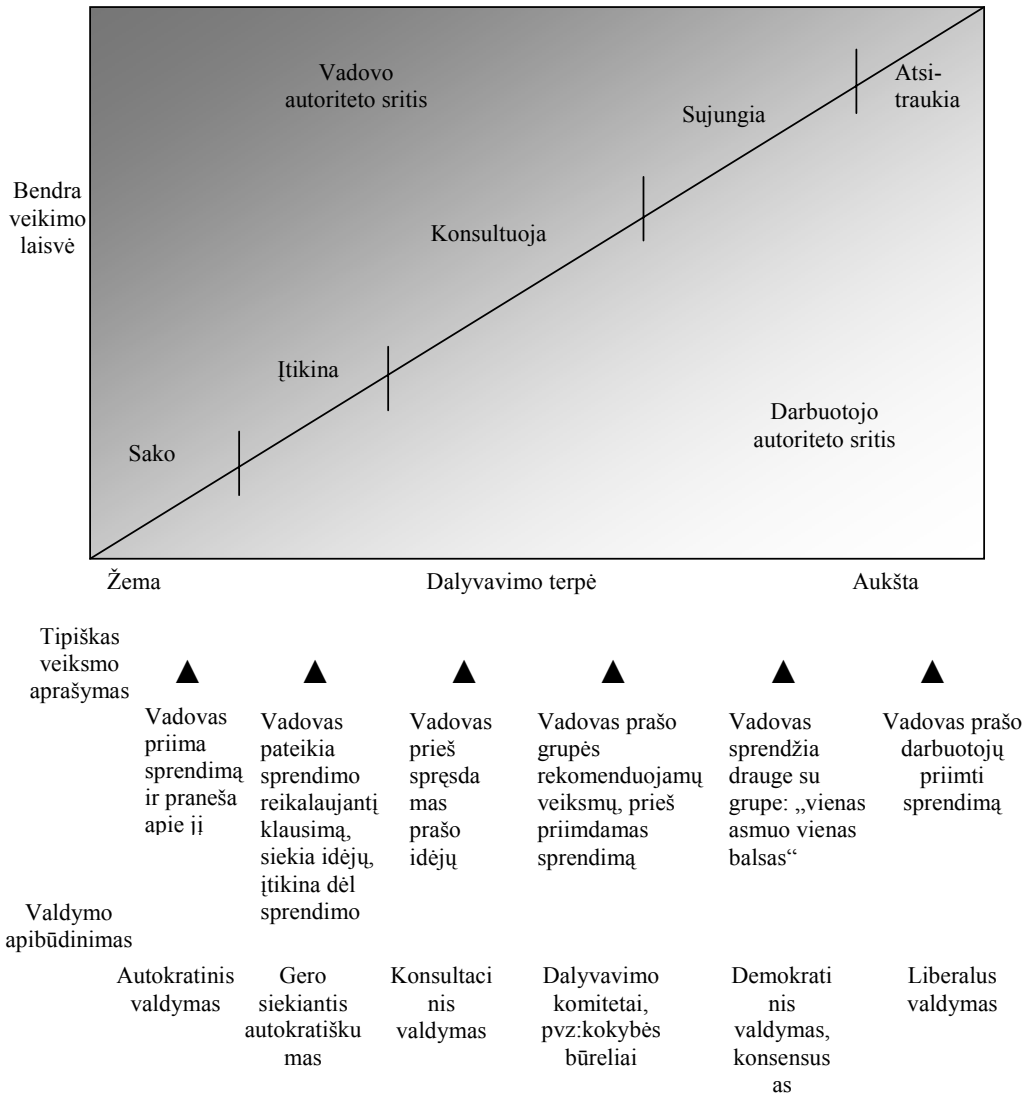 Vadovo
autoriteto sritis
Atsi-
traukia
Sujungia
Bendra
veikimo
laisvė
Konsultuoja
Įtikina
Darbuotojo
autoriteto sritis
Sako
Žema
Dalyvavimo terpė
Aukšta
Tipiškas
veiksmo
aprašymas
Vadovas
priima
sprendimą
ir praneša
apie jį
Vadovas
pateikia
sprendimo
reikalaujantį
klausimą,
siekia idėjų,
įtikina dėl
sprendimo
Vadovas
prieš
spręsda
mas
prašo
idėjų
Vadovas prašo
grupės
rekomenduojamų
veiksmų, prieš
priimdamas
sprendimą
Vadovas
sprendžia
drauge su
grupe: „vienas
asmuo vienas
balsas“
Vadovas prašo
darbuotojų
priimti
sprendimą
Valdymo
apibūdinimas
Autokratinis
valdymas
Gero
siekiantis
autokratišku
mas
Konsultaci
nis
valdymas
Dalyvavimo
komitetai,
pvz:kokybės
būreliai
Demokrati
nis
valdymas,
konsensus
as
Liberalus
valdymas